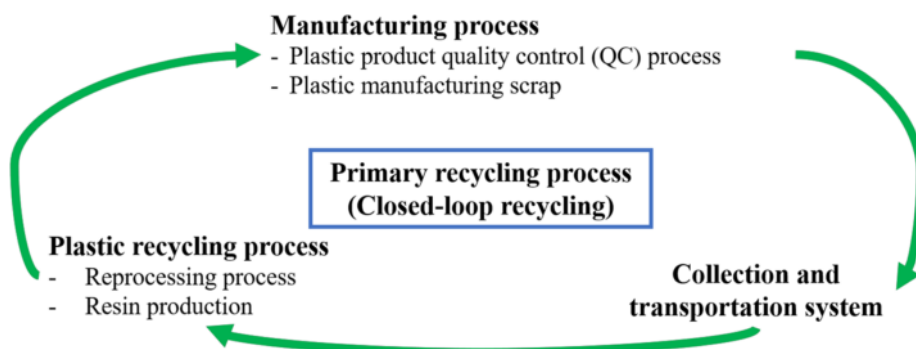 Manufacturing process
- Plastic product quality control (QC) process
- Plastic manufacturing scrap
Primary recycling process
(Closed-loop recycling)
Plastic recycling process
- Reprocessing process
- Resin production
Collection and
transportation system